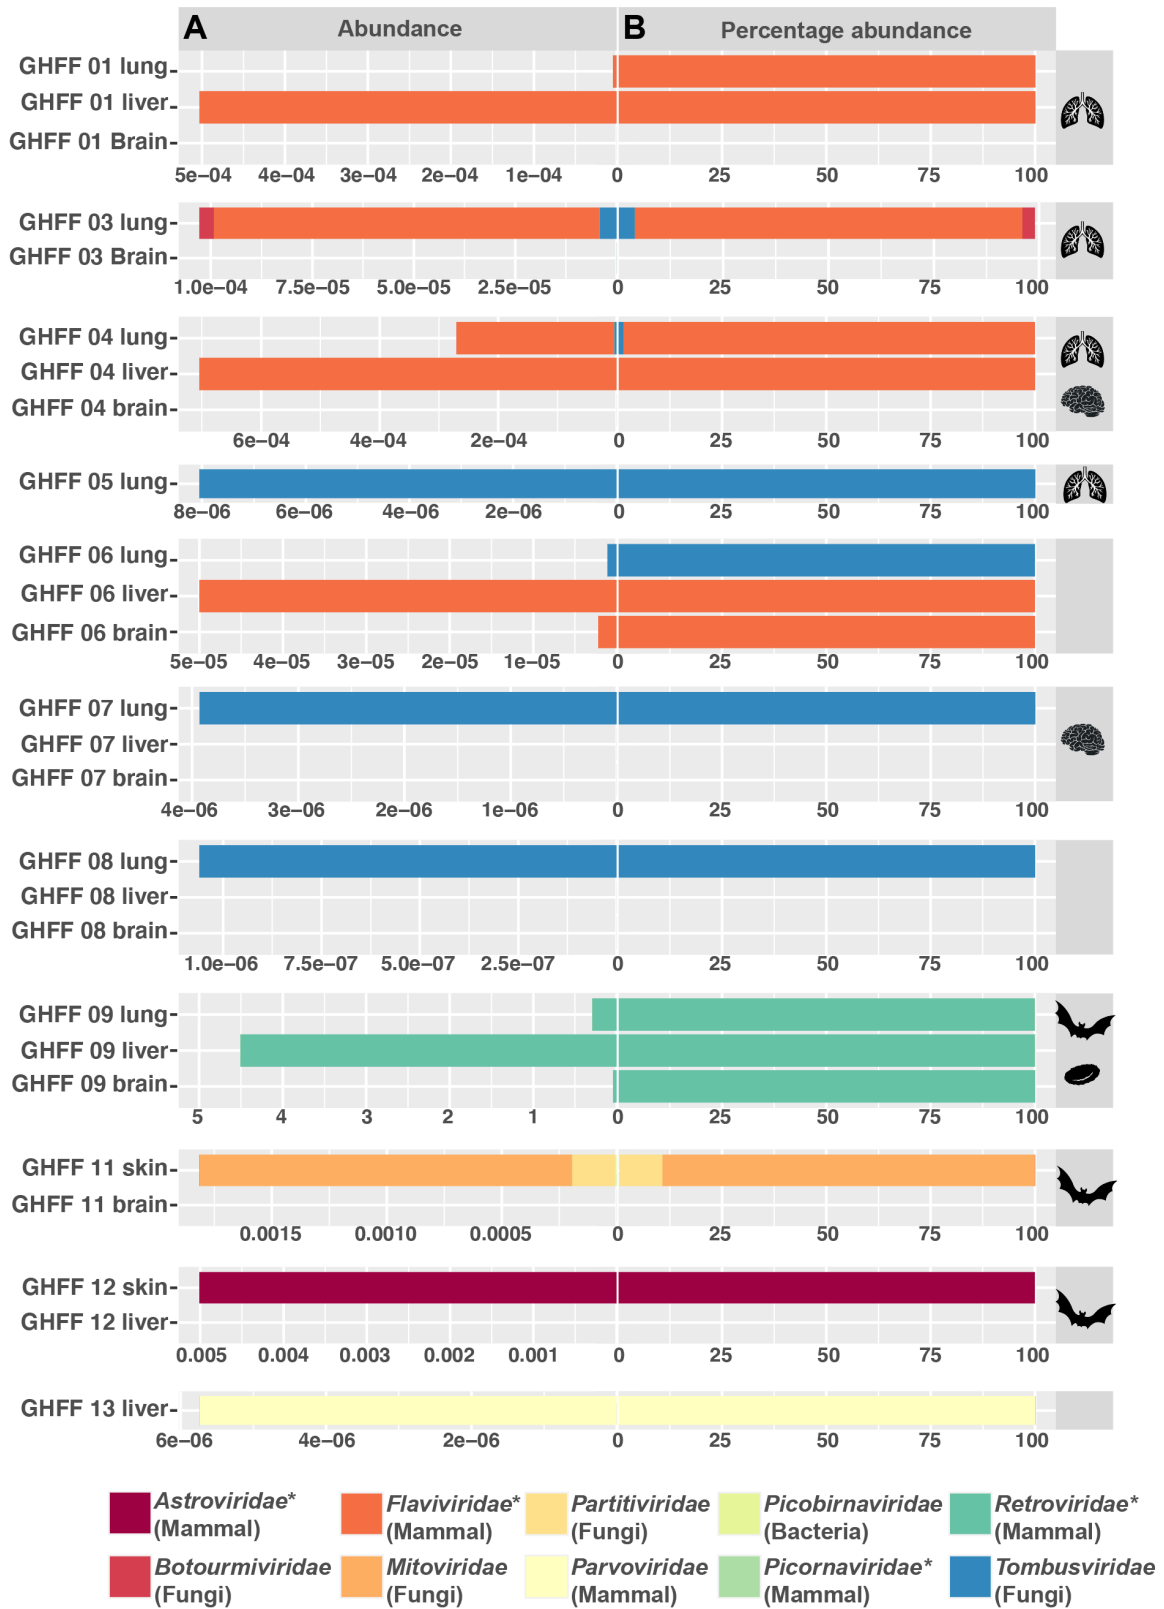 A Abundance B Percentage abundance
GHFF 01 lung
GHFF 01 liver
GHFF 01 Brain
5e−04 4e−04 3e−04 2e−04 1e−04 0 25 50 75 100
GHFF 03 lung
GHFF 03 Brain
1.0e−04 7.5e−05 5.0e−05 2.5e−05 0 25 50 75 100
GHFF 04 lung
GHFF 04 liver
GHFF 04 brain
6e−04 4e−04 2e−04 0 25 50 75 100
GHFF 05 lung
8e−06 6e−06 4e−06 2e−06 0 25 50 75 100
GHFF 06 lung
GHFF 06 liver
GHFF 06 brain
5e−05 4e−05 3e−05 2e−05 1e−05 0 25 50 75 100
GHFF 07 lung
GHFF 07 liver
GHFF 07 brain
4e−06 3e−06 2e−06 1e−06 0 25 50 75 100
GHFF 08 lung
GHFF 08 liver
GHFF 08 brain
1.0e−06 7.5e−07 5.0e−07 2.5e−07 0 25 50 75 100
GHFF 09 lung
GHFF 09 liver
GHFF 09 brain
5 4 3 2 1 0 25 50 75 100
GHFF 11 skin
GHFF 11 brain
0.0015 0.0010 0.0005 0 25 50 75 100
GHFF 12 skin
GHFF 12 liver
0.005 0.004 0.003 0.002 0.001 0 25 50 75 100
GHFF 13 liver
6e−06 4e−06 2e−06 0 25 50 75 100
Astroviridae* Flaviviridae* Partitiviridae Picobirnaviridae Retroviridae*
(Mammal) (Mammal) (Fungi) (Bacteria) (Mammal)
Botourmiviridae Mitoviridae Parvoviridae Picornaviridae* Tombusviridae
(Fungi) (Fungi) (Mammal) (Mammal) (Fungi)